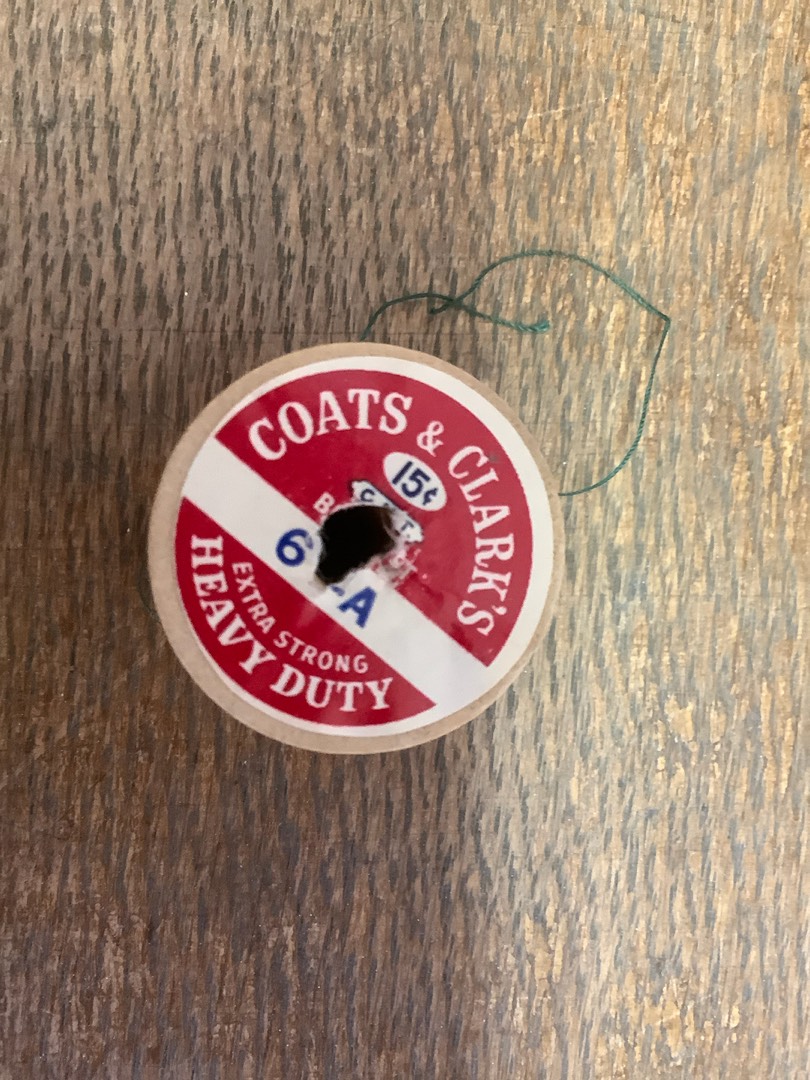 COATS & CLARK'S
15¢
6 -A
EXTRA STRONG
HEAVY DUTY